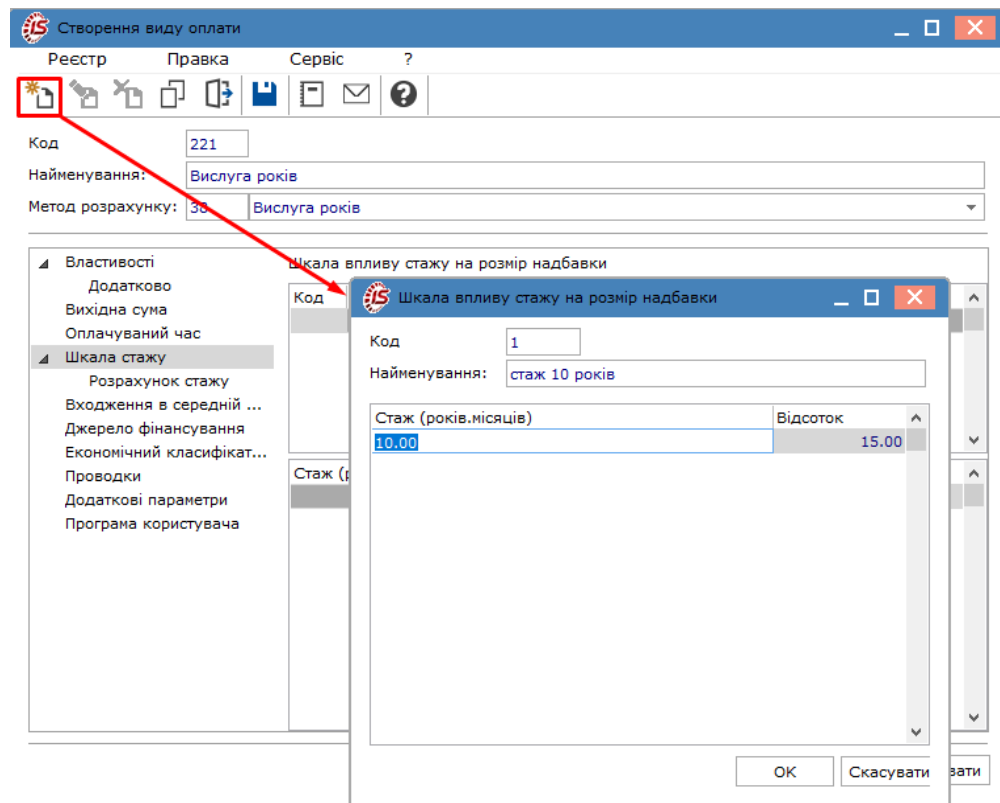 Створення виду оплати
Реєстр Правка Сервіс ?
Код 221
Найменування: Вислуга років
Метод розрахунку: 38 Вислуга років
Властивості
Додатково
Вихідна сума
Оплачуваний час
Шкала стажу
Розрахунок стажу
Входження в середній ...
Джерело фінансування
Економічний класифікат...
Проводки
Додаткові параметри
Програма користувача
Шкала впливу стажу на розмір надбавки
Код
Стаж (р
Шкала впливу стажу на розмір надбавки
Код 1
Найменування: стаж 10 років
Стаж (років.місяців) Відсоток
10.00 15.00
OK Скасувати вати